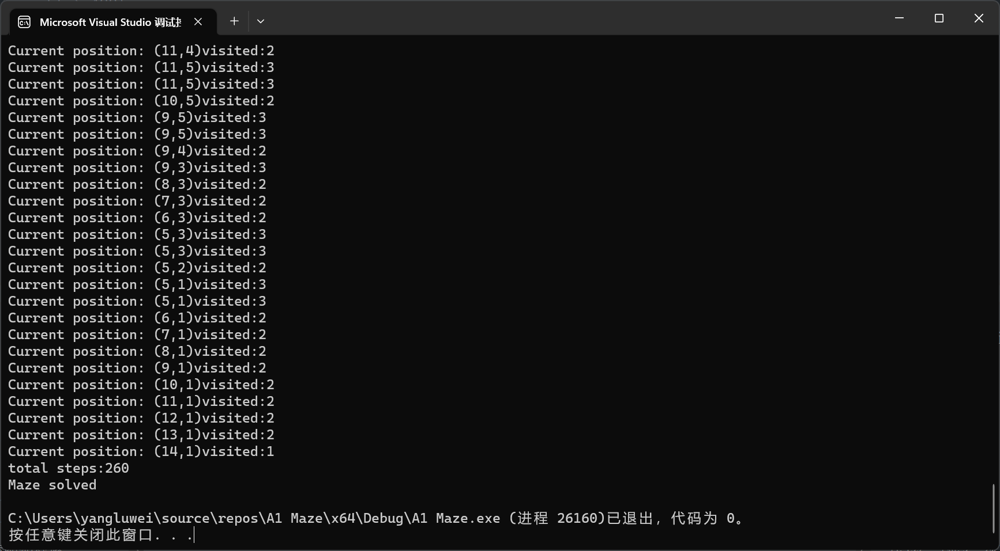 Microsoft Visual Studio 调试
Current position: (11,4)visited:2
Current position: (11,5)visited:3
Current position: (11,5)visited:3
Current position: (10,5)visited:2
Current position: (9,5)visited:3
Current position: (9,5)visited:3
Current position: (9,4)visited:2
Current position: (9,3)visited:3
Current position: (8,3)visited:2
Current position: (7,3)visited:2
Current position: (6,3)visited:2
Current position: (5,3)visited:3
Current position: (5,3)visited:3
Current position: (5,2)visited:2
Current position: (5,1)visited:3
Current position: (5,1)visited:3
Current position: (6,1)visited:2
Current position: (7,1)visited:2
Current position: (8,1)visited:2
Current position: (9,1)visited:2
Current position: (10,1)visited:2
Current position: (11,1)visited:2
Current position: (12,1)visited:2
Current position: (13,1)visited:2
Current position: (14,1)visited:1
total steps:260
Maze solved
C:\Users\yangluwei\source\repos\A1 Maze\x64\Debug\A1 Maze.exe (进程 26160)已退出，代码为 0。
按任意键关闭此窗口. . .